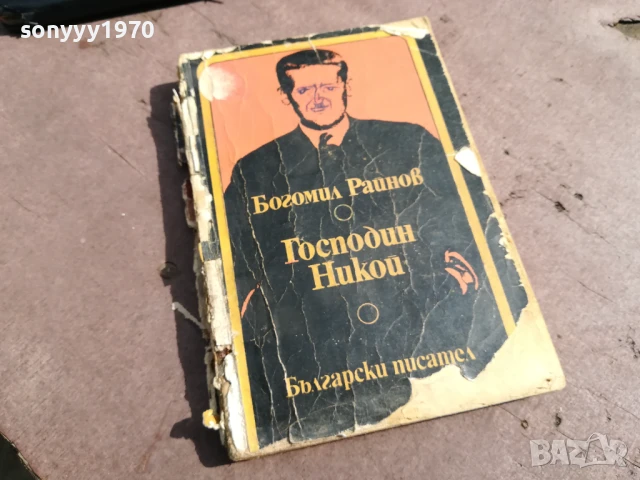 sonyyy1970
Богомил Райнов
Господин
Никой
Български писател
BAZAR